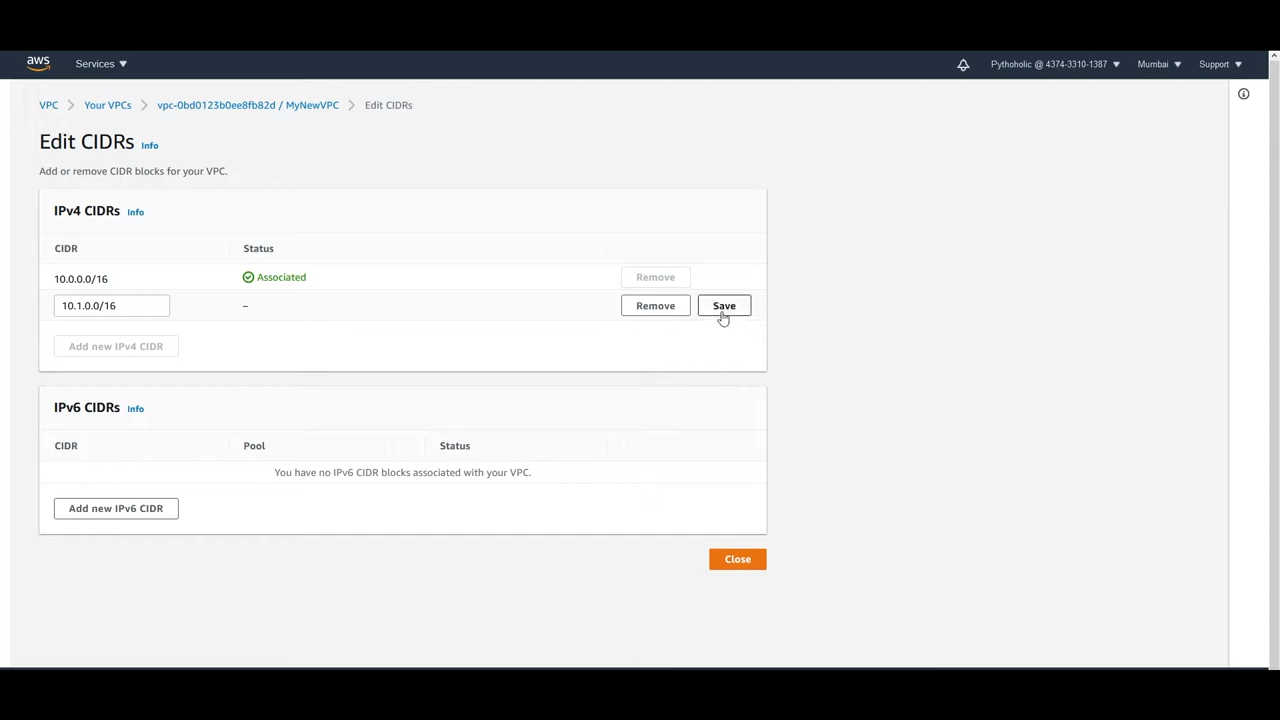 aws Services Pythoholic @ 4374-3310-1387 Mumbai Support
VPC Your VPCs vpc-0bd0123b0ee8fb82d / MyNewVPC Edit CIDRs
Edit CIDRs Info
Add or remove CIDR blocks for your VPC.
IPv4 CIDRs Info
CIDR Status
10.0.0.0/16 Associated Remove
10.1.0.0/16 – Remove Save
Add new IPv4 CIDR
IPv6 CIDRs Info
CIDR Pool Status
You have no IPv6 CIDR blocks associated with your VPC.
Add new IPv6 CIDR
Close